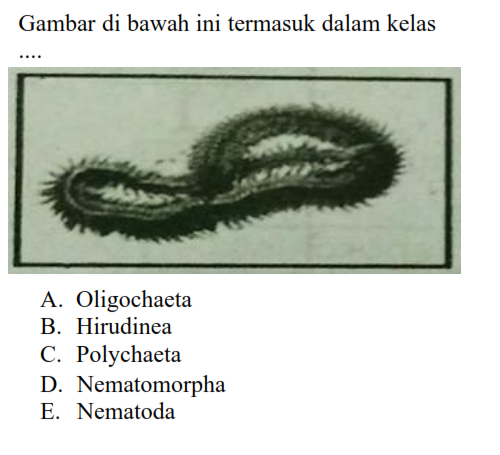 Gambar di bawah ini termasuk dalam kelas
....
A. Oligochaeta
B. Hirudinea
C. Polychaeta
D. Nematomorpha
E. Nematoda